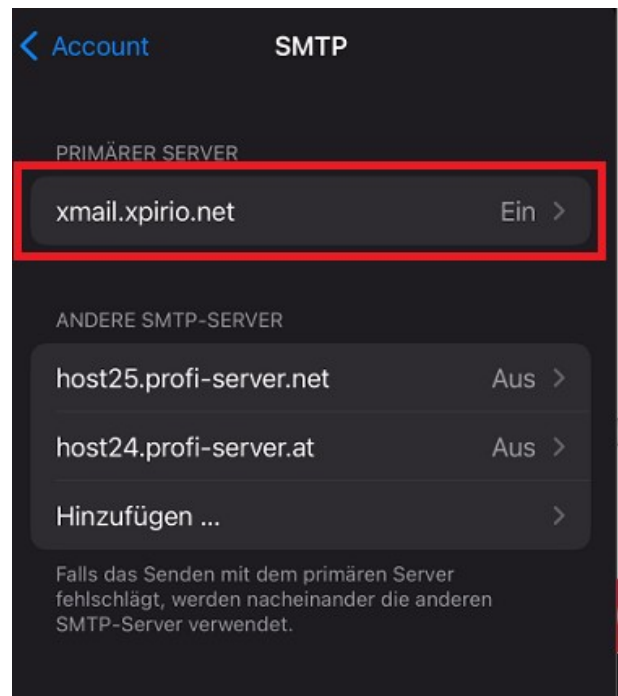 Account
SMTP
PRIMÄRER SERVER
xmail.xpirio.net Ein
ANDERE SMTP-SERVER
host25.profi-server.net Aus
host24.profi-server.at Aus
Hinzufügen ...
Falls das Senden mit dem primären Server
fehlschlägt, werden nacheinander die anderen
SMTP-Server verwendet.